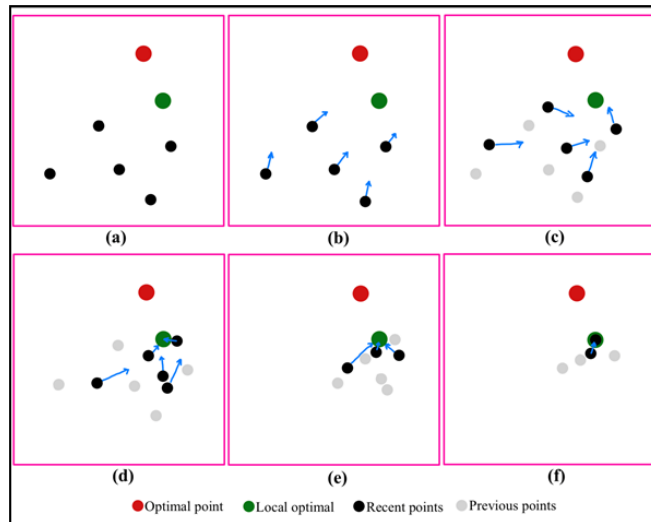 (a) (b) (c)
(d) (e) (f)
Optimal point Local optimal Recent points Previous points